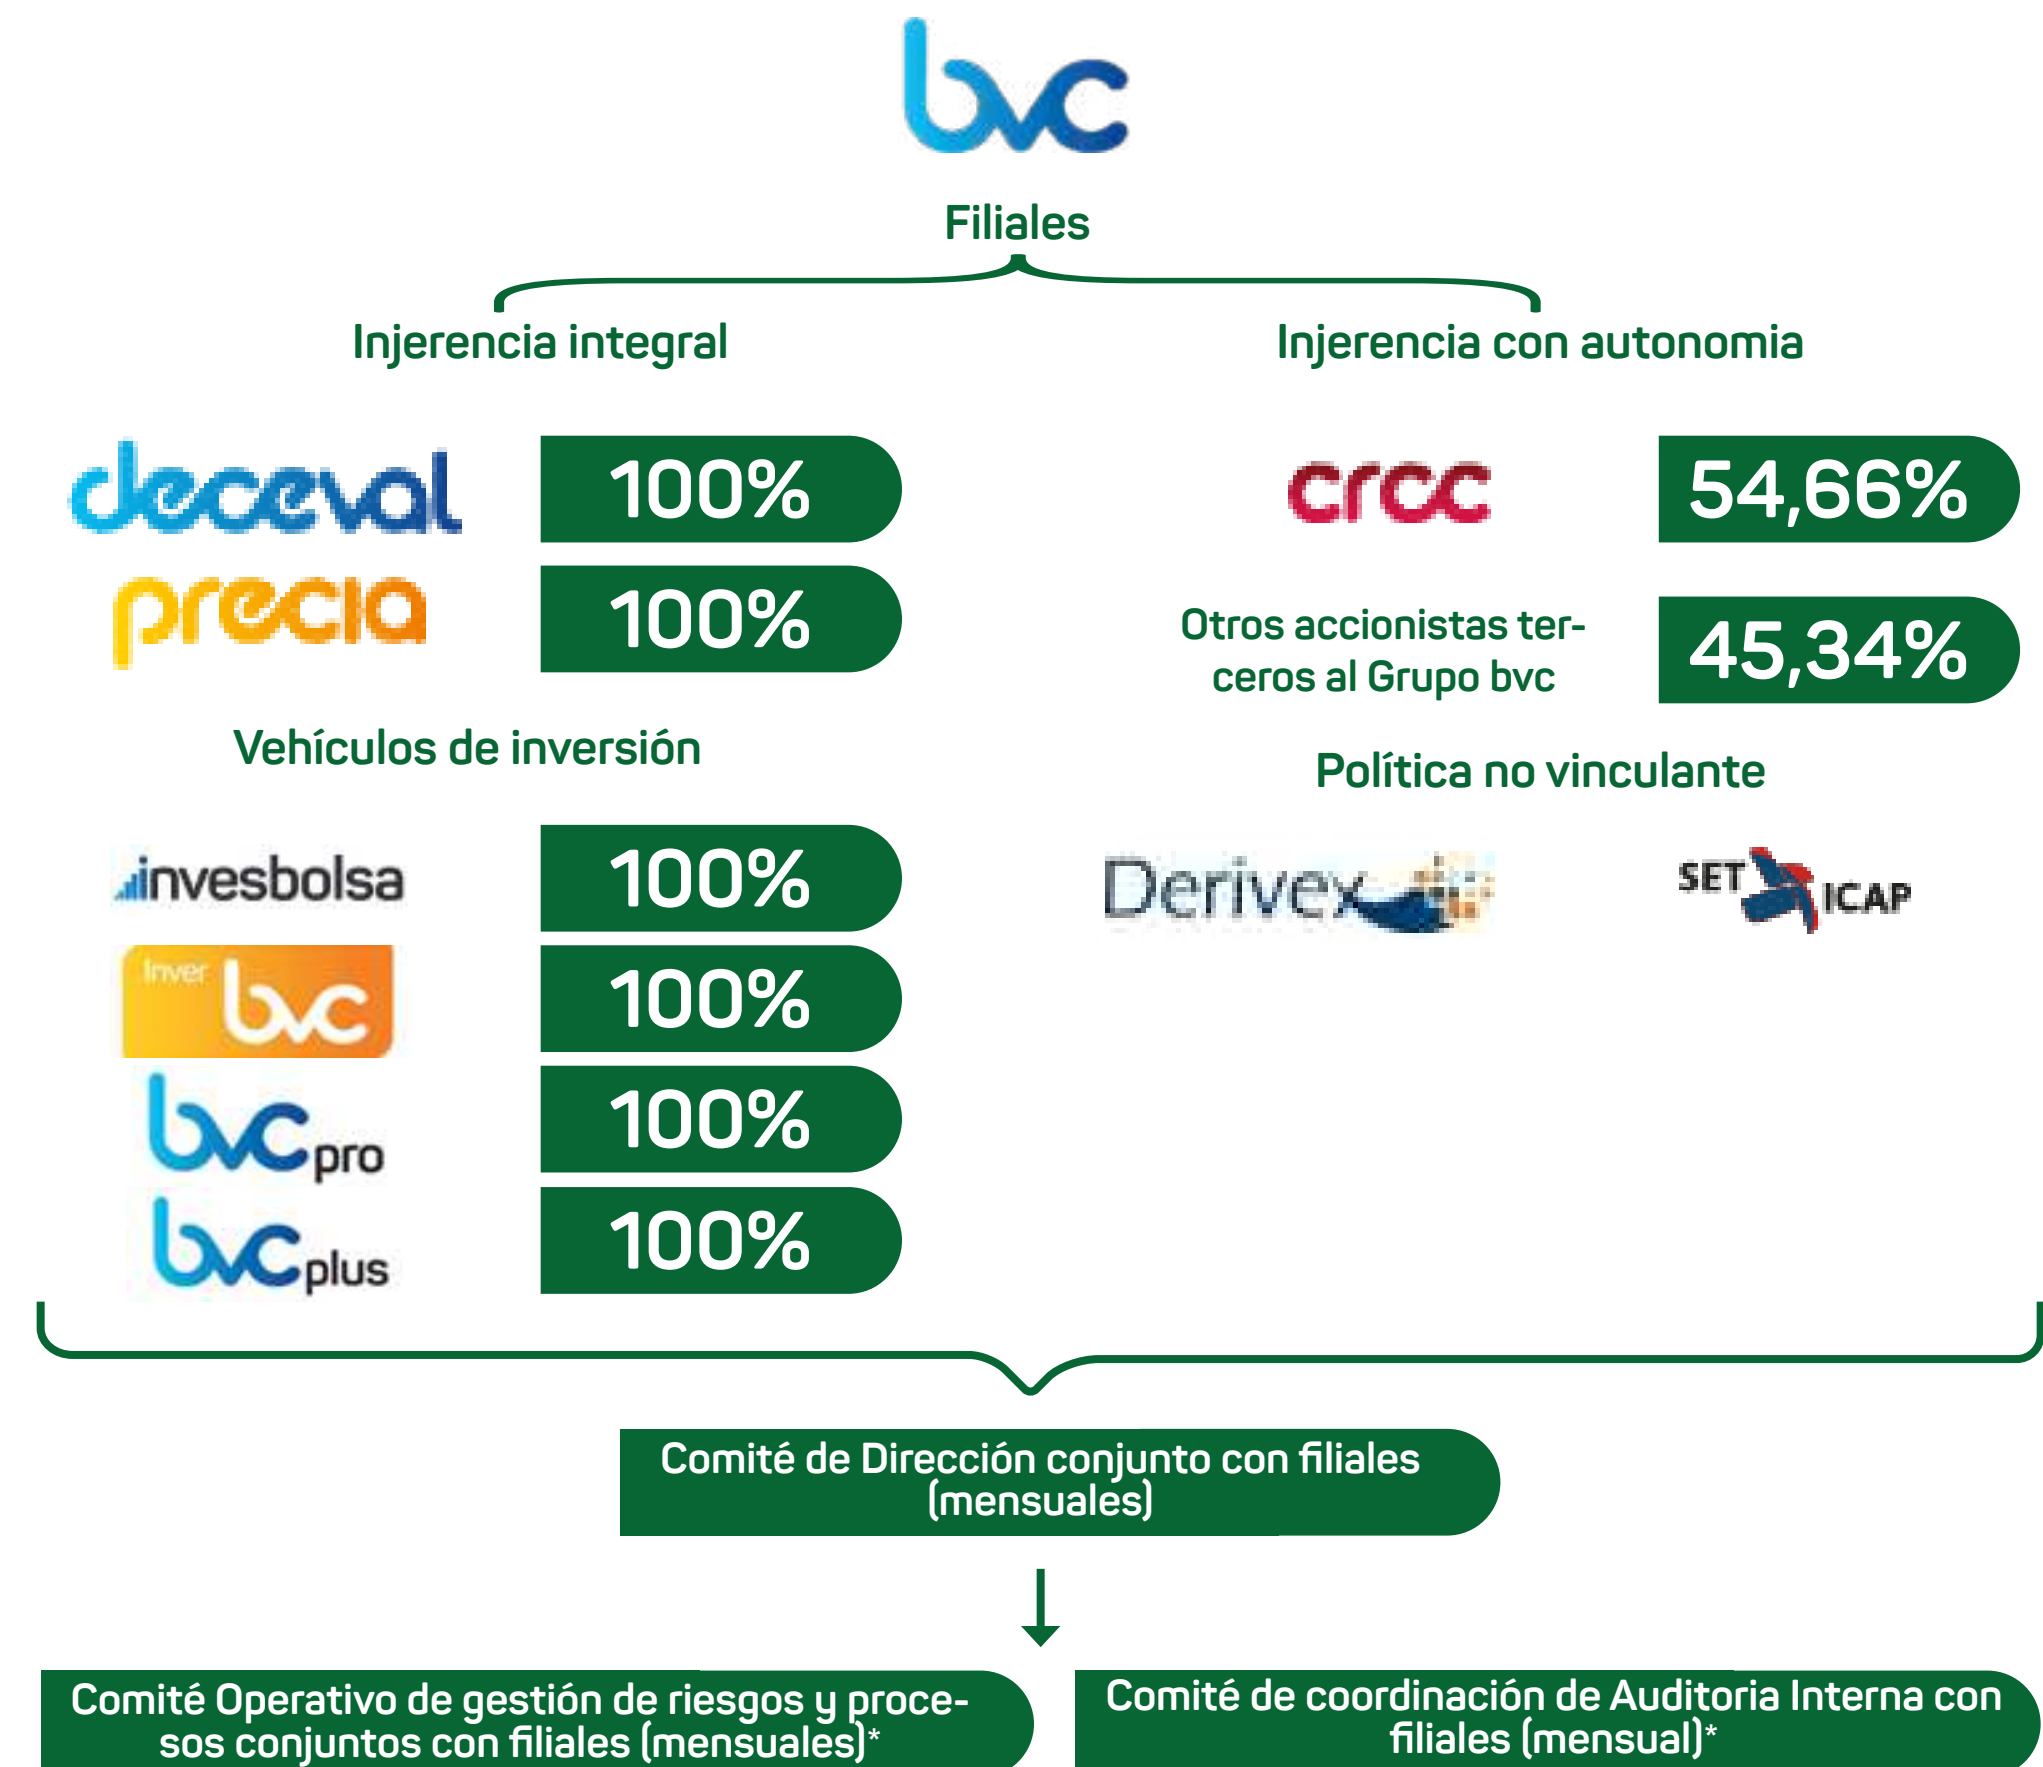 bvc
Filiales
Injerencia integral
deceval
100%
precia
100%
Vehículos de inversión
invesbolsa
100%
Inver
bvc
100%
bvc pro
100%
bvc plus
100%
Injerencia con autonomia
crcc
54,66%
Otros accionistas ter-
ceros al Grupo bvc
45,34%
Política no vinculante
Derivex
SET ICAP
Comité de Dirección conjunto con filiales
(mensuales)
Comité Operativo de gestión de riesgos y proce-
sos conjuntos con filiales (mensuales)*
Comité de coordinación de Auditoria Interna con
filiales (mensual)*